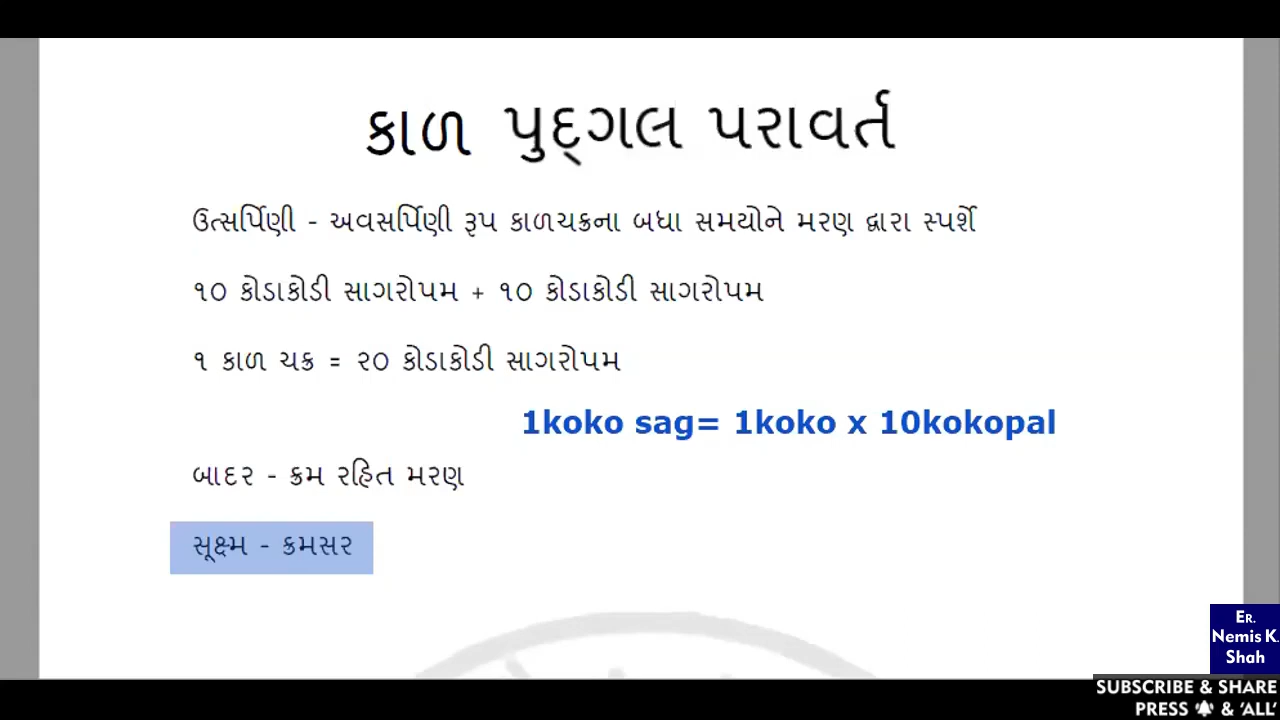 કાળ પુદ્ગલ પરાવર્ત
ઉત્સર્પિણી - અવસર્પિણી રૂપ કાળચક્રના બધા સમયોને મરણ દ્વારા સ્પર્શે
૧૦ કોડાકોડી સાગરોપમ + ૧૦ કોડાકોડી સાગરોપમ
૧ કાળ ચક્ર = ૨૦ કોડાકોડી સાગરોપમ
1koko sag= 1koko x 10kokopal
બાદર - ક્રમ રહિત મરણ
સૂક્ષ્મ - ક્રમસર
ER.
Nemis K.
Shah
SUBSCRIBE & SHARE
PRESS 🔔 & 'ALL'